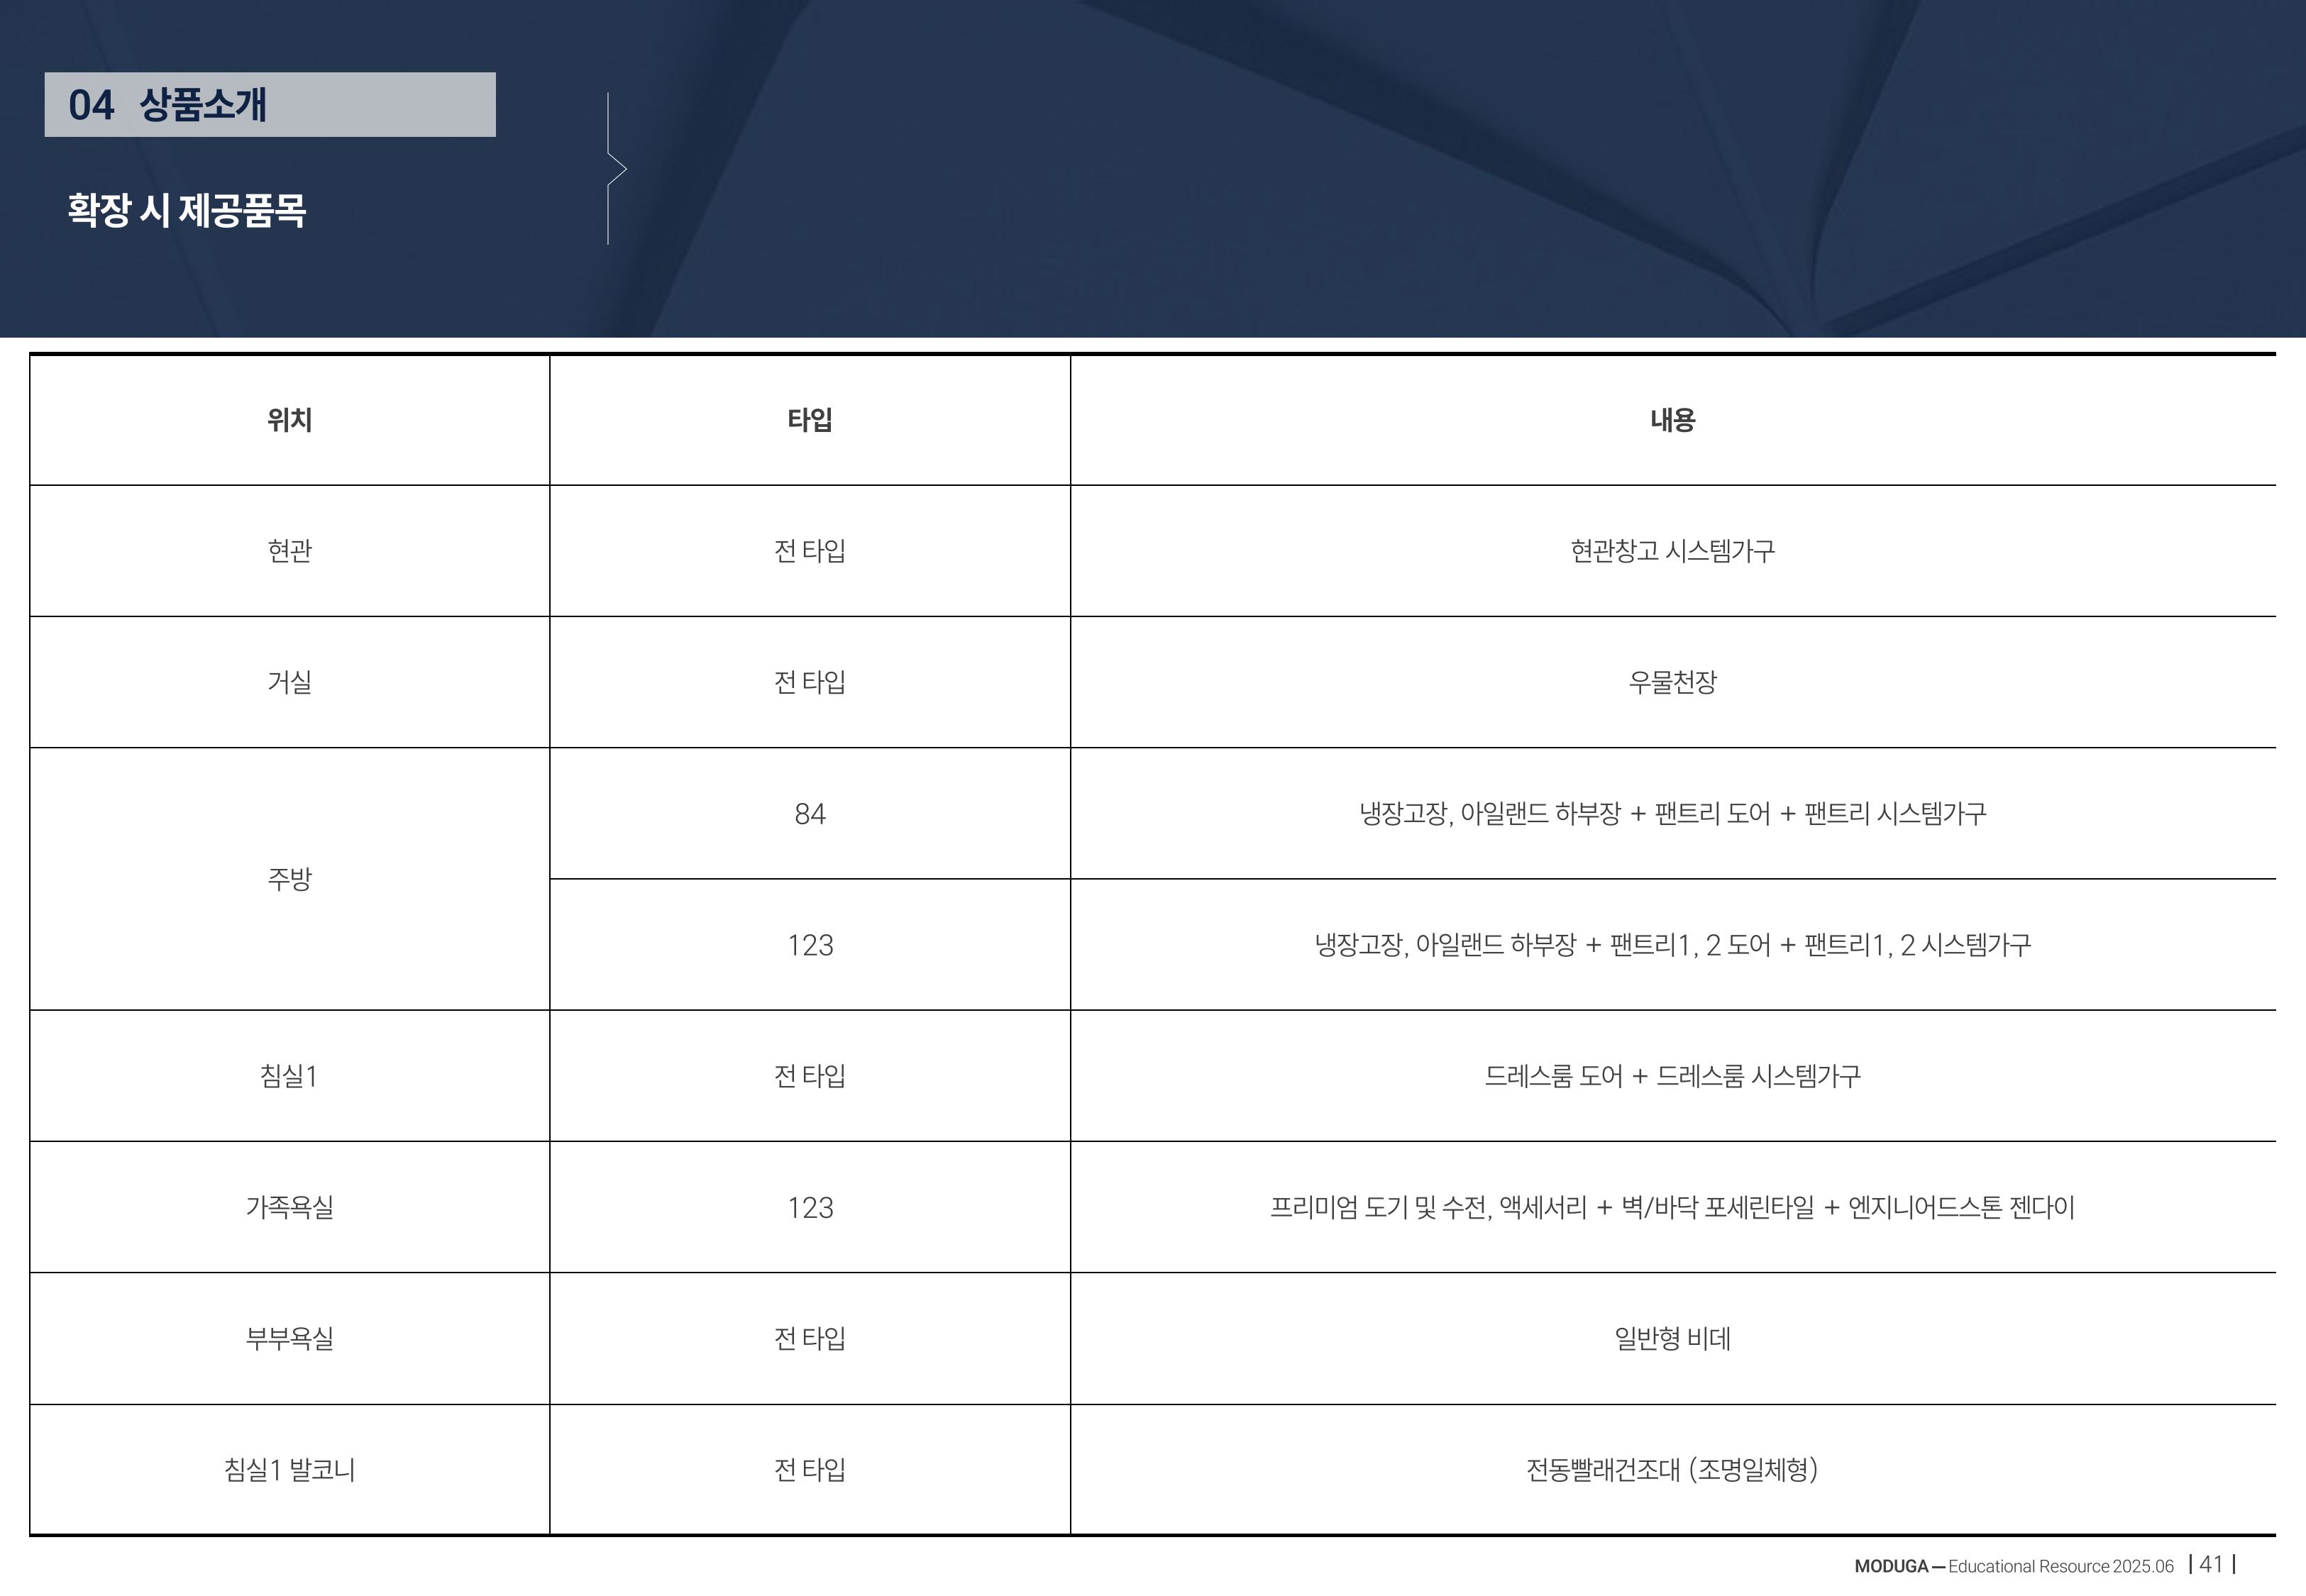 04 상품소개
확장 시 제공품목
위치 타입 내용
현관 전 타입 현관창고 시스템가구
거실 전 타입 우물천장
주방
84 냉장고장, 아일랜드 하부장 + 팬트리 도어 + 팬트리 시스템가구
123 냉장고장, 아일랜드 하부장 + 팬트리1, 2 도어 + 팬트리1, 2 시스템가구
침실1 전 타입 드레스룸 도어 + 드레스룸 시스템가구
가족욕실 123 프리미엄 도기 및 수전, 액세서리 + 벽/바닥 포세린타일 + 엔지니어드스톤 젠다이
부부욕실 전 타입 일반형 비데
침실1 발코니 전 타입 전동빨래건조대 (조명일체형)
MODUGA — Educational Resource 2025.06 | 41 |